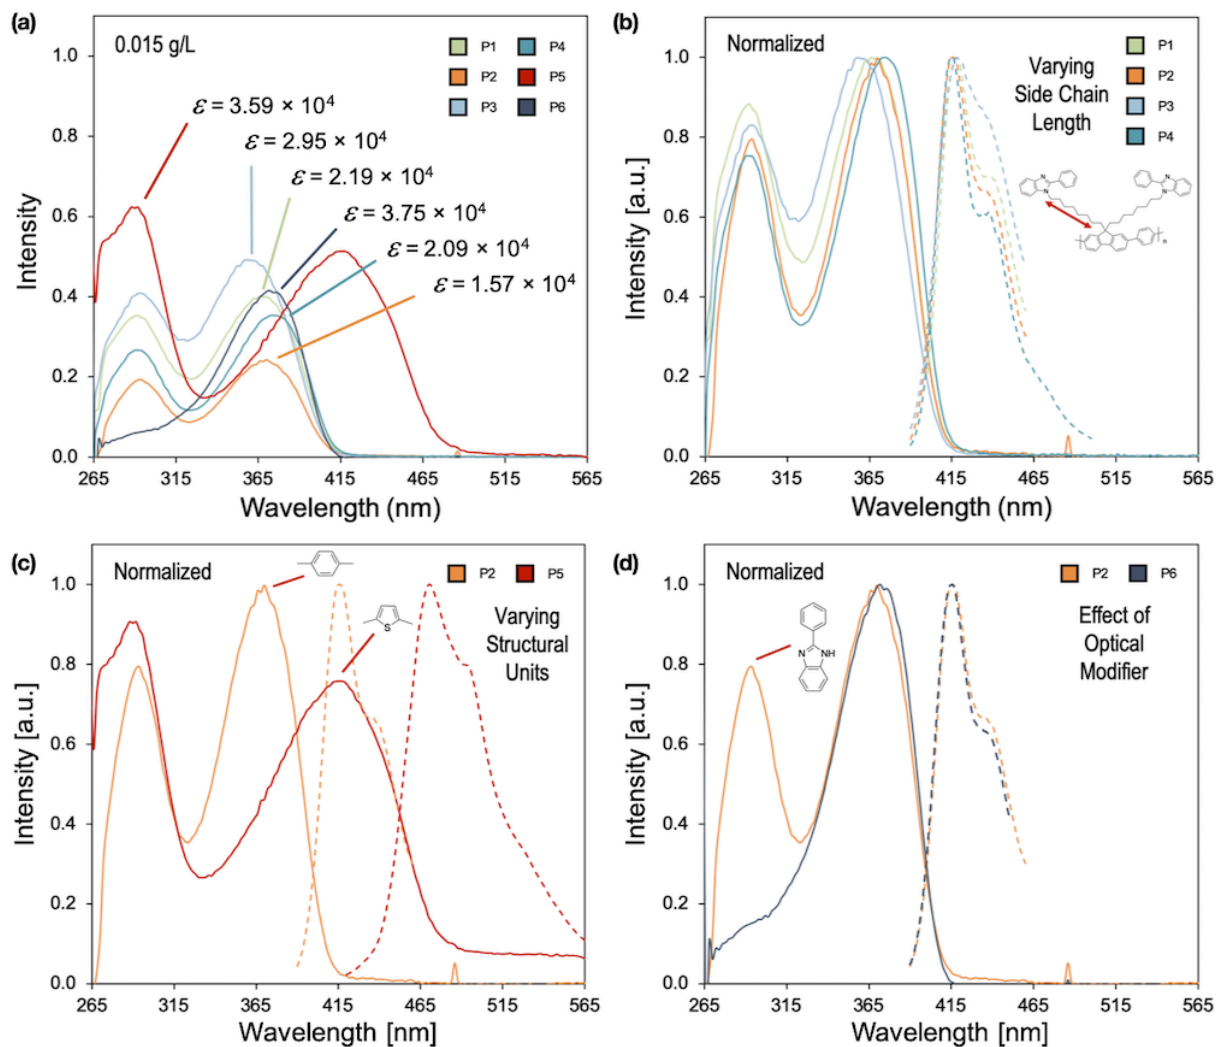 (a)
0.015 g/L
P1
P4
P2
P5
P3
P6
ε = 3.59 × 10⁴
ε = 2.95 × 10⁴
ε = 2.19 × 10⁴
ε = 3.75 × 10⁴
ε = 2.09 × 10⁴
ε = 1.57 × 10⁴
Intensity
1.0
0.8
0.6
0.4
0.2
0.0
265 315 365 415 465 515 565
Wavelength (nm)
(b)
Normalized
P1
P2
P3
P4
Varying
Side Chain
Length
N
N
N
N
n
Intensity [a.u.]
1.0
0.8
0.6
0.4
0.2
0.0
265 315 365 415 465 515 565
Wavelength (nm)
(c)
Normalized
P2
P5
Varying
Structural
Units
S
Intensity [a.u.]
1.0
0.8
0.6
0.4
0.2
0.0
265 315 365 415 465 515 565
Wavelength [nm]
(d)
Normalized
P2
P6
Effect of
Optical
Modifier
N NH
Intensity [a.u.]
1.0
0.8
0.6
0.4
0.2
0.0
265 315 365 415 465 515 565
Wavelength [nm]